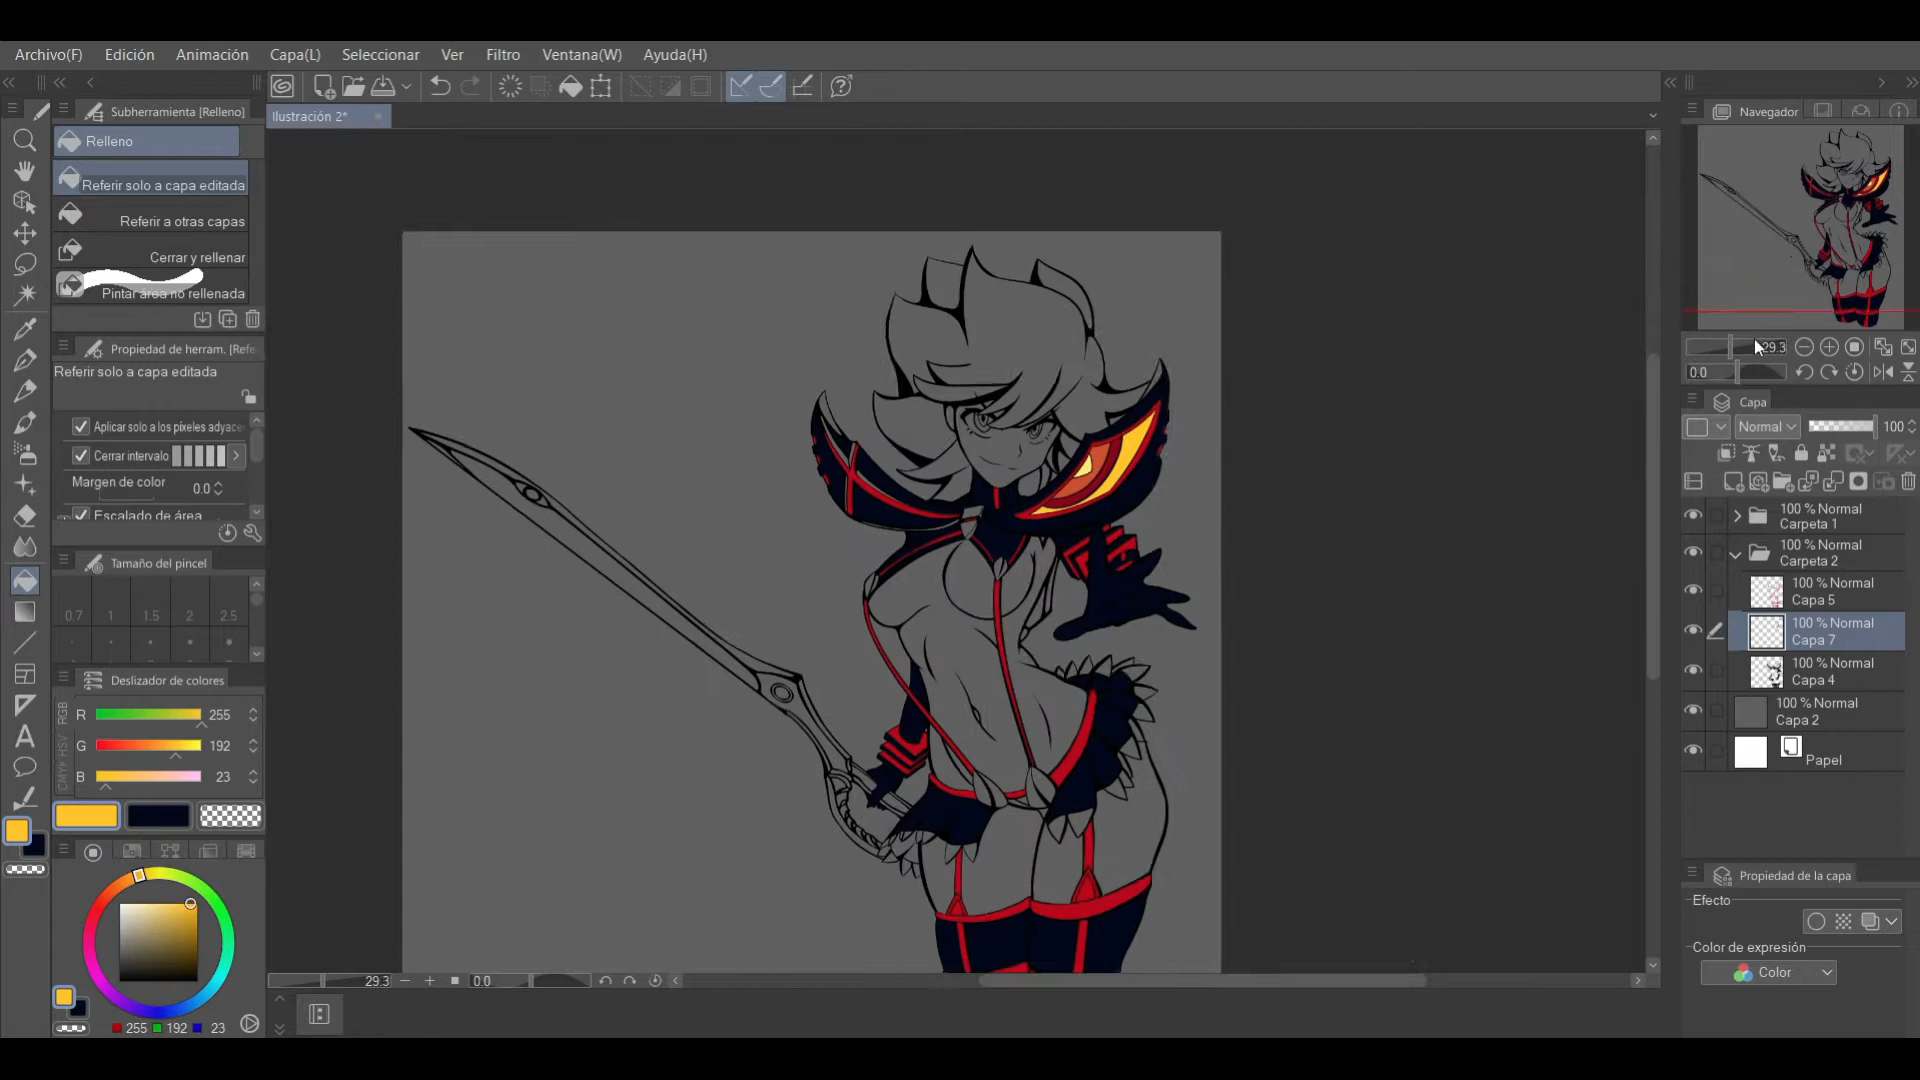 Archivo(F) Edición Animación Capa(L) Seleccionar Ver Filtro Ventana(W) Ayuda(H)
Subherramienta [Relleno]
Relleno
Referir solo a capa editada
Referir a otras capas
Cerrar y rellenar
Pintar área no rellenada
Propiedad de herram. [Refe
Referir solo a capa editada
Aplicar solo a los píxeles adyace
Cerrar intervalo
Margen de color 0.0
Escalado de área
Tamaño del pincel
0.7 1 1.5 2 2.5
Deslizador de colores
RGB
HSV
CMYK
R 255
G 192
B 23
255 192 23
Ilustración 2*
29.3 0.0
Navegador
29.3
0.0
Capa
Normal 100
100 % Normal
Carpeta 1
100 % Normal
Carpeta 2
100 % Normal
Capa 5
100 % Normal
Capa 7
100 % Normal
Capa 4
100 % Normal
Capa 2
Papel
Propiedad de la capa
Efecto
Color de expresión
Color